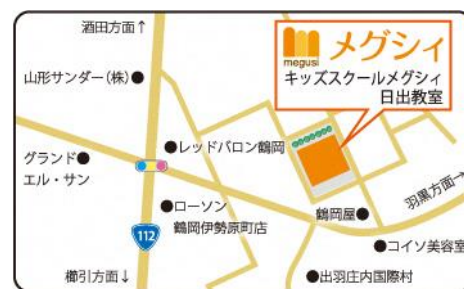 酒田方面↑
megusi
メグシィ
キッズスクールメグシィ
日出教室
山形サンダー(株)●
●レッドバロン鶴岡
グランド●
エル・サン
●ローソン
鶴岡伊勢原町店
112
鶴岡屋●
羽黒方面→
●コイソ美容室
櫛引方面↓
●出羽庄内国際村